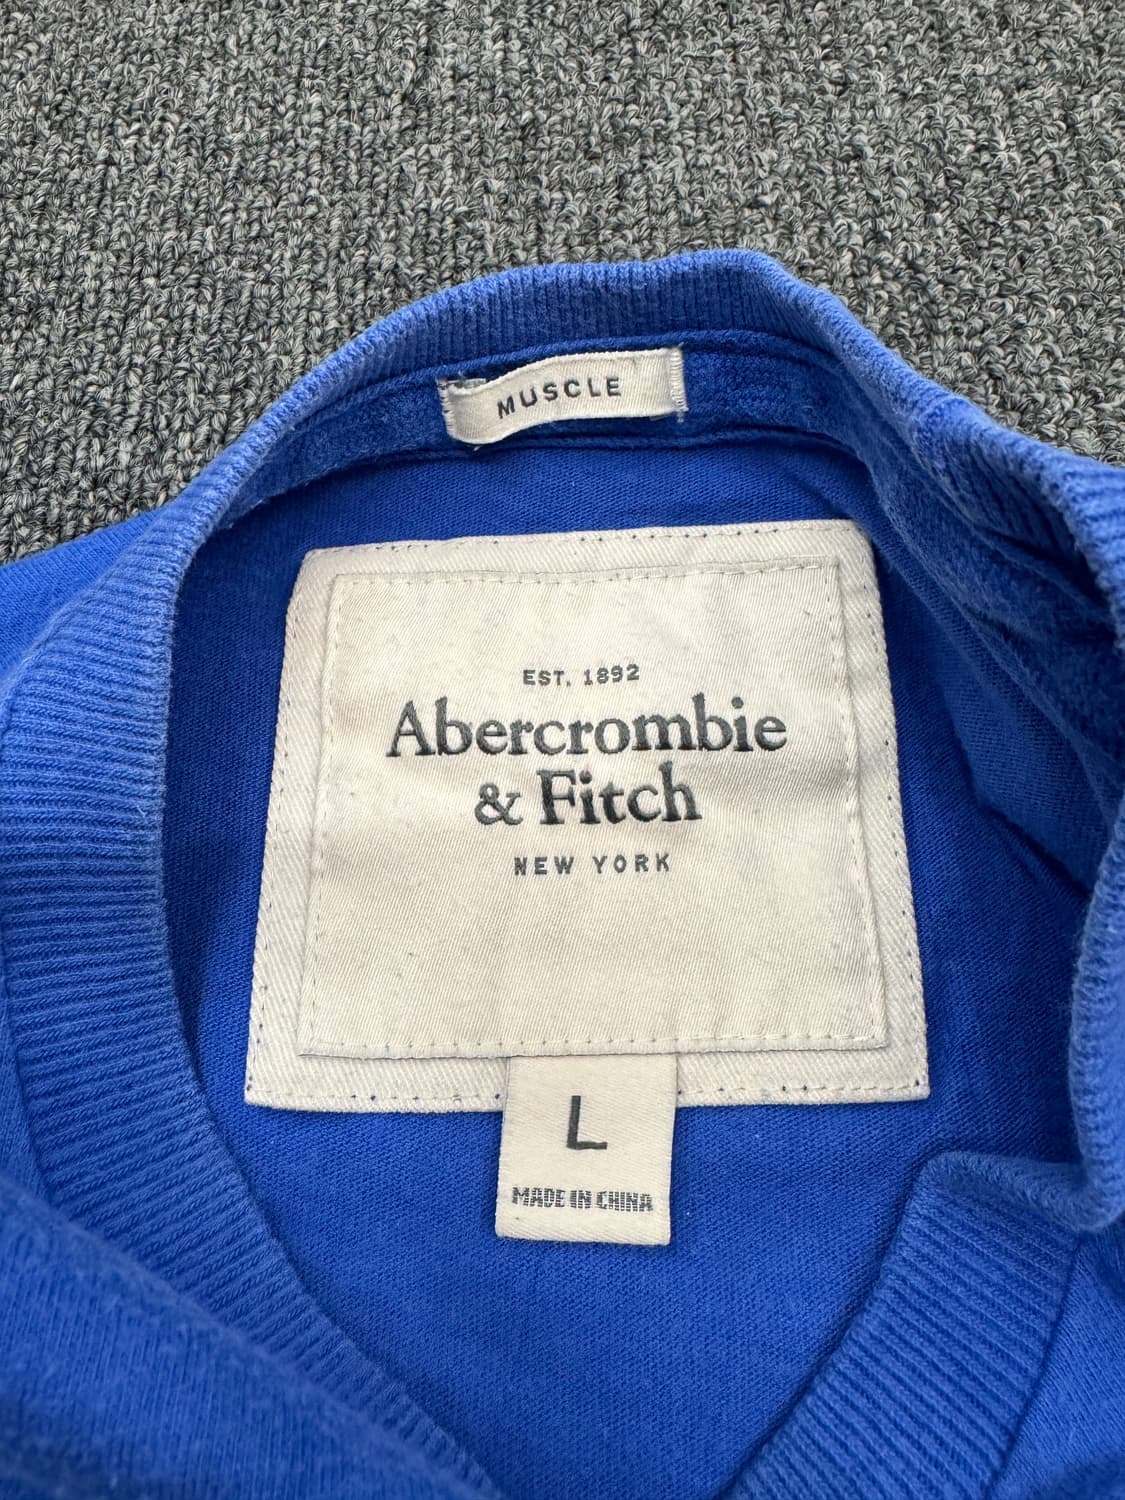 MUSCLE
EST. 1892
Abercrombie
& Fitch
NEW YORK
L
MADE IN CHINA